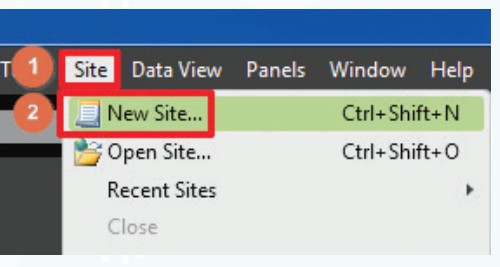 T 1 Site Data View Panels Window Help
2 New Site... Ctrl+Shift+N
Open Site... Ctrl+Shift+O
Recent Sites
Close